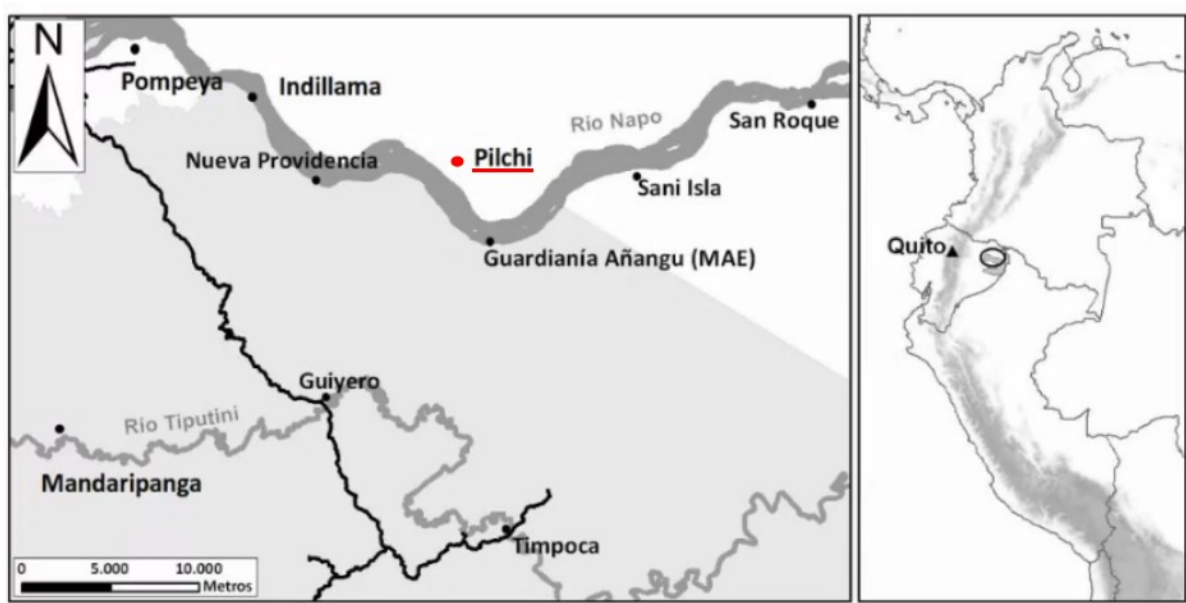 N
Pompeya
Indillama
Río Napo
San Roque
Nueva Providencia
Pilchi
Sani Isla
Quito
Guardianía Añangu (MAE)
Guiyero
Río Tiputini
Mandaripanga
Timpoca
0 5.000 10.000
Metros